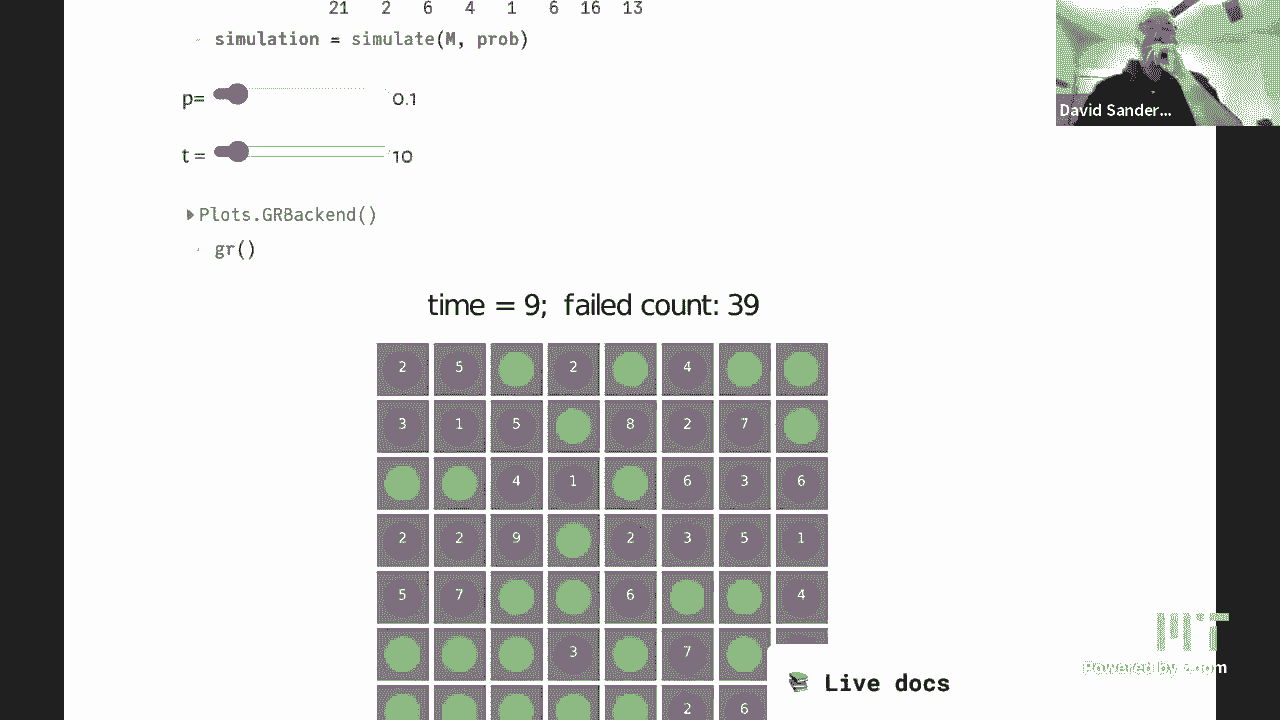 21 2 6 4 1 6 16 13
simulation = simulate(M, prob)
p= 0.1
t = 10
Plots.GRBackend()
gr()
time = 9; failed count: 39
2 5 2 4
3 1 5 8 2 7
4 1 6 3 6
2 2 9 2 3 5 1
5 7 6 4
3 7
2 6
Live docs
David Sander...
MIT
Powered by zoom